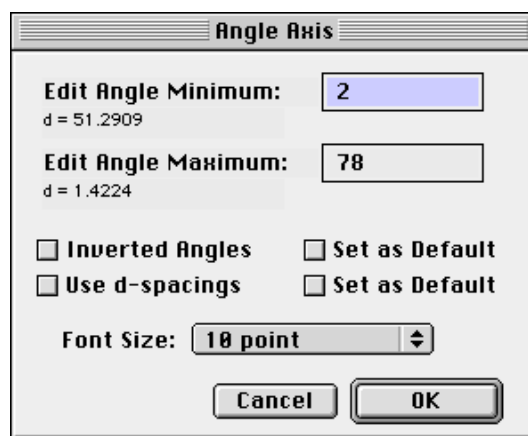 Angle Axis
Edit Angle Minimum: 2
d = 51.2909
Edit Angle Maximum: 78
d = 1.4224
Inverted Angles Set as Default
Use d-spacings Set as Default
Font Size: 10 point
Cancel OK